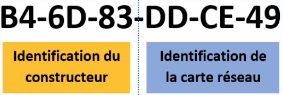 B4-6D-83-DD-CE-49
Identification du
constructeur
Identification de
la carte réseau